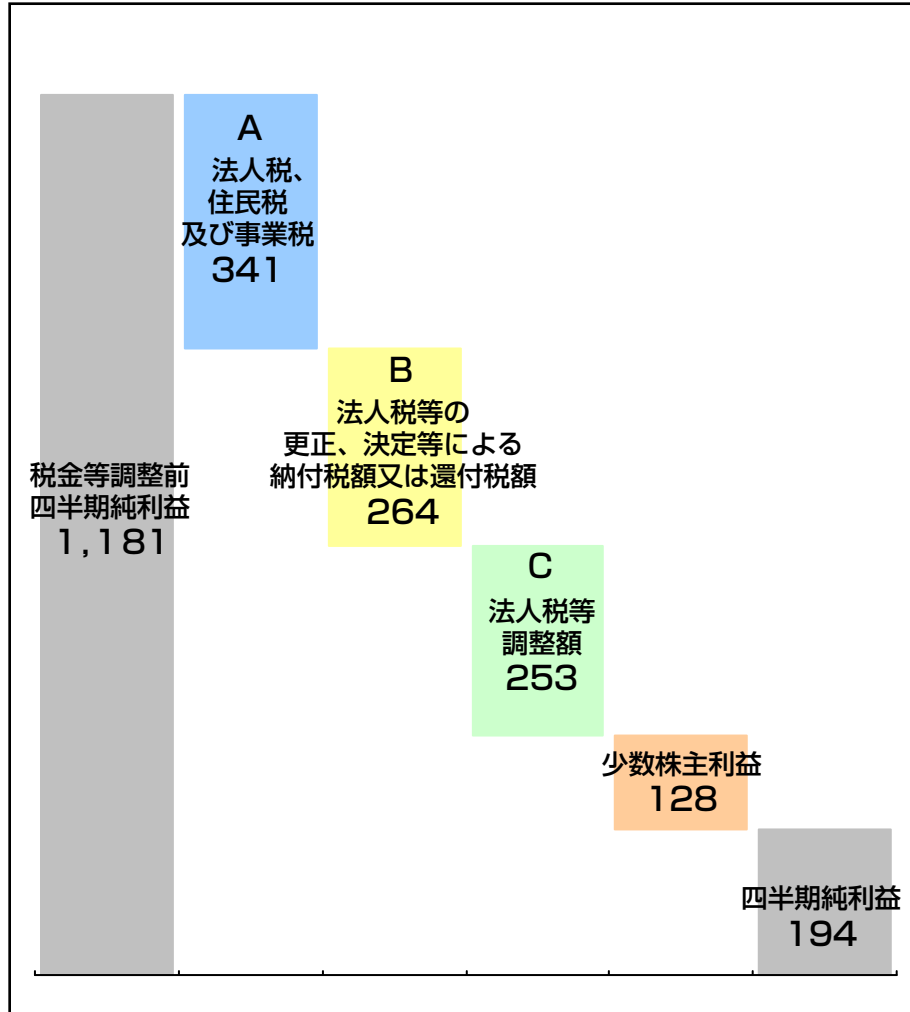 A
法人税、
住民税
及び事業税
341
B
法人税等の
更正、決定等による
納付税額又は還付税額
264
税金等調整前
四半期純利益
1,181
C
法人税等
調整額
253
少数株主利益
128
四半期純利益
194